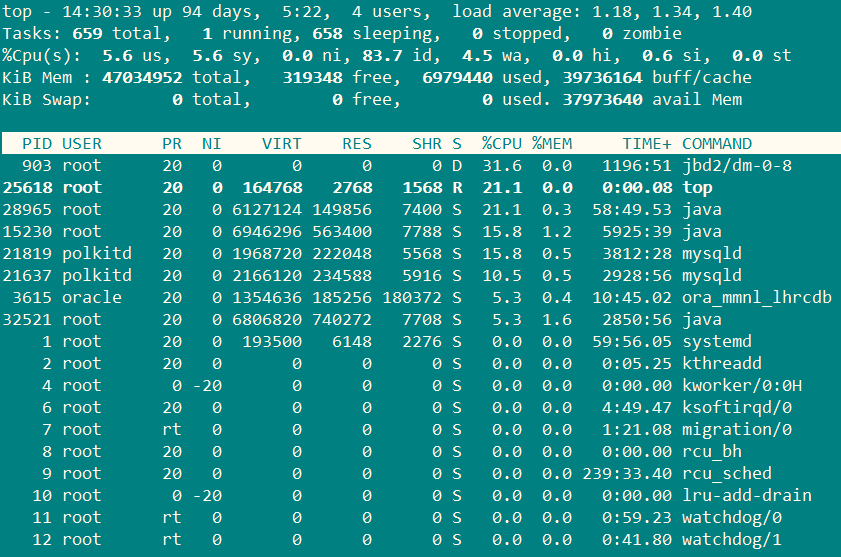 top - 14:30:33 up 94 days,  5:22,  4 users,  load average: 1.18, 1.34, 1.40
Tasks: 659 total,   1 running, 658 sleeping,   0 stopped,   0 zombie
%Cpu(s):  5.6 us,  5.6 sy,  0.0 ni, 83.7 id,  4.5 wa,  0.0 hi,  0.6 si,  0.0 st
KiB Mem : 47034952 total,   319348 free,  6979440 used, 39736164 buff/cache
KiB Swap:        0 total,        0 free,        0 used. 37973640 avail Mem
  PID USER      PR  NI    VIRT    RES    SHR S  %CPU %MEM     TIME+ COMMAND
  903 root      20   0       0      0      0 D  31.6  0.0   1196:51 jbd2/dm-0-8
25618 root      20   0  164768   2768   1568 R  21.1  0.0   0:00.08 top
28965 root      20   0 6127124 149856   7400 S  21.1  0.3  58:49.53 java
15230 root      20   0 6946296 563400   7788 S  15.8  1.2   5925:39 java
21819 polkitd   20   0 1968720 222048   5568 S  15.8  0.5   3812:28 mysqld
21637 polkitd   20   0 2166120 234588   5916 S  10.5  0.5   2928:56 mysqld
 3615 oracle    20   0 1354636 185256 180372 S   5.3  0.4  10:45.02 ora_mmnl_lhrcdb
32521 root      20   0 6806820 740272   7708 S   5.3  1.6   2850:56 java
    1 root      20   0  193500   6148   2276 S   0.0  0.0  59:56.05 systemd
    2 root      20   0       0      0      0 S   0.0  0.0   0:05.25 kthreadd
    4 root       0 -20       0      0      0 S   0.0  0.0   0:00.00 kworker/0:0H
    6 root      20   0       0      0      0 S   0.0  0.0   4:49.47 ksoftirqd/0
    7 root      rt   0       0      0      0 S   0.0  0.0   1:21.08 migration/0
    8 root      20   0       0      0      0 S   0.0  0.0   0:00.00 rcu_bh
    9 root      20   0       0      0      0 S   0.0  0.0 239:33.40 rcu_sched
   10 root       0 -20       0      0      0 S   0.0  0.0   0:00.00 lru-add-drain
   11 root      rt   0       0      0      0 S   0.0  0.0   0:59.23 watchdog/0
   12 root      rt   0       0      0      0 S   0.0  0.0   0:41.80 watchdog/1